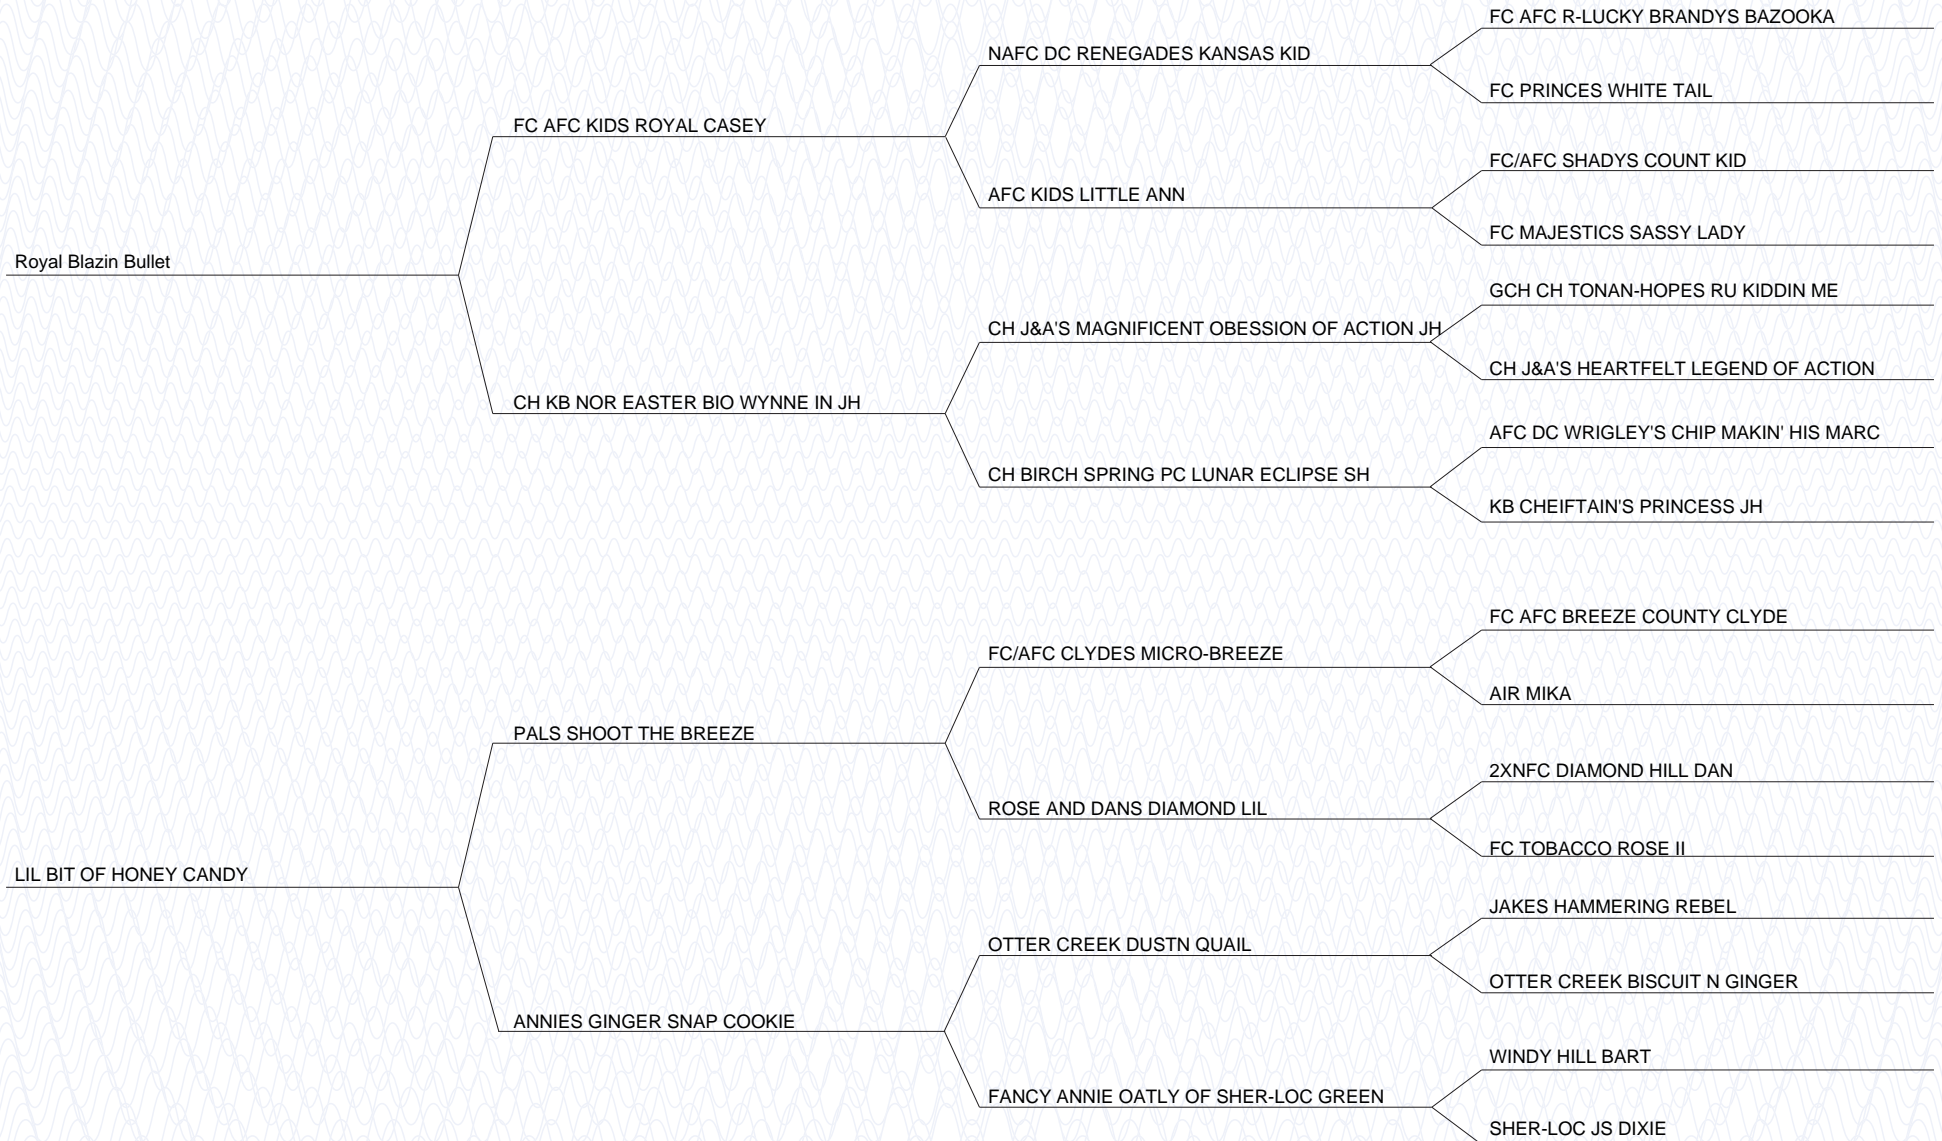 FC AFC R-LUCKY BRANDYS BAZOOKA
NAFC DC RENEGADES KANSAS KID
FC PRINCES WHITE TAIL
FC AFC KIDS ROYAL CASEY
FC/AFC SHADYS COUNT KID
AFC KIDS LITTLE ANN
FC MAJESTICS SASSY LADY
Royal Blazin Bullet
GCH CH TONAN-HOPES RU KIDDIN ME
CH J&A'S MAGNIFICENT OBESSION OF ACTION JH
CH J&A'S HEARTFELT LEGEND OF ACTION
CH KB NOR EASTER BIO WYNNE IN JH
AFC DC WRIGLEY'S CHIP MAKIN' HIS MARC
CH BIRCH SPRING PC LUNAR ECLIPSE SH
KB CHEIFTAIN'S PRINCESS JH
FC AFC BREEZE COUNTY CLYDE
FC/AFC CLYDES MICRO-BREEZE
AIR MIKA
PALS SHOOT THE BREEZE
2XNFC DIAMOND HILL DAN
ROSE AND DANS DIAMOND LIL
FC TOBACCO ROSE II
LIL BIT OF HONEY CANDY
JAKES HAMMERING REBEL
OTTER CREEK DUSTN QUAIL
OTTER CREEK BISCUIT N GINGER
ANNIES GINGER SNAP COOKIE
WINDY HILL BART
FANCY ANNIE OATLY OF SHER-LOC GREEN
SHER-LOC JS DIXIE